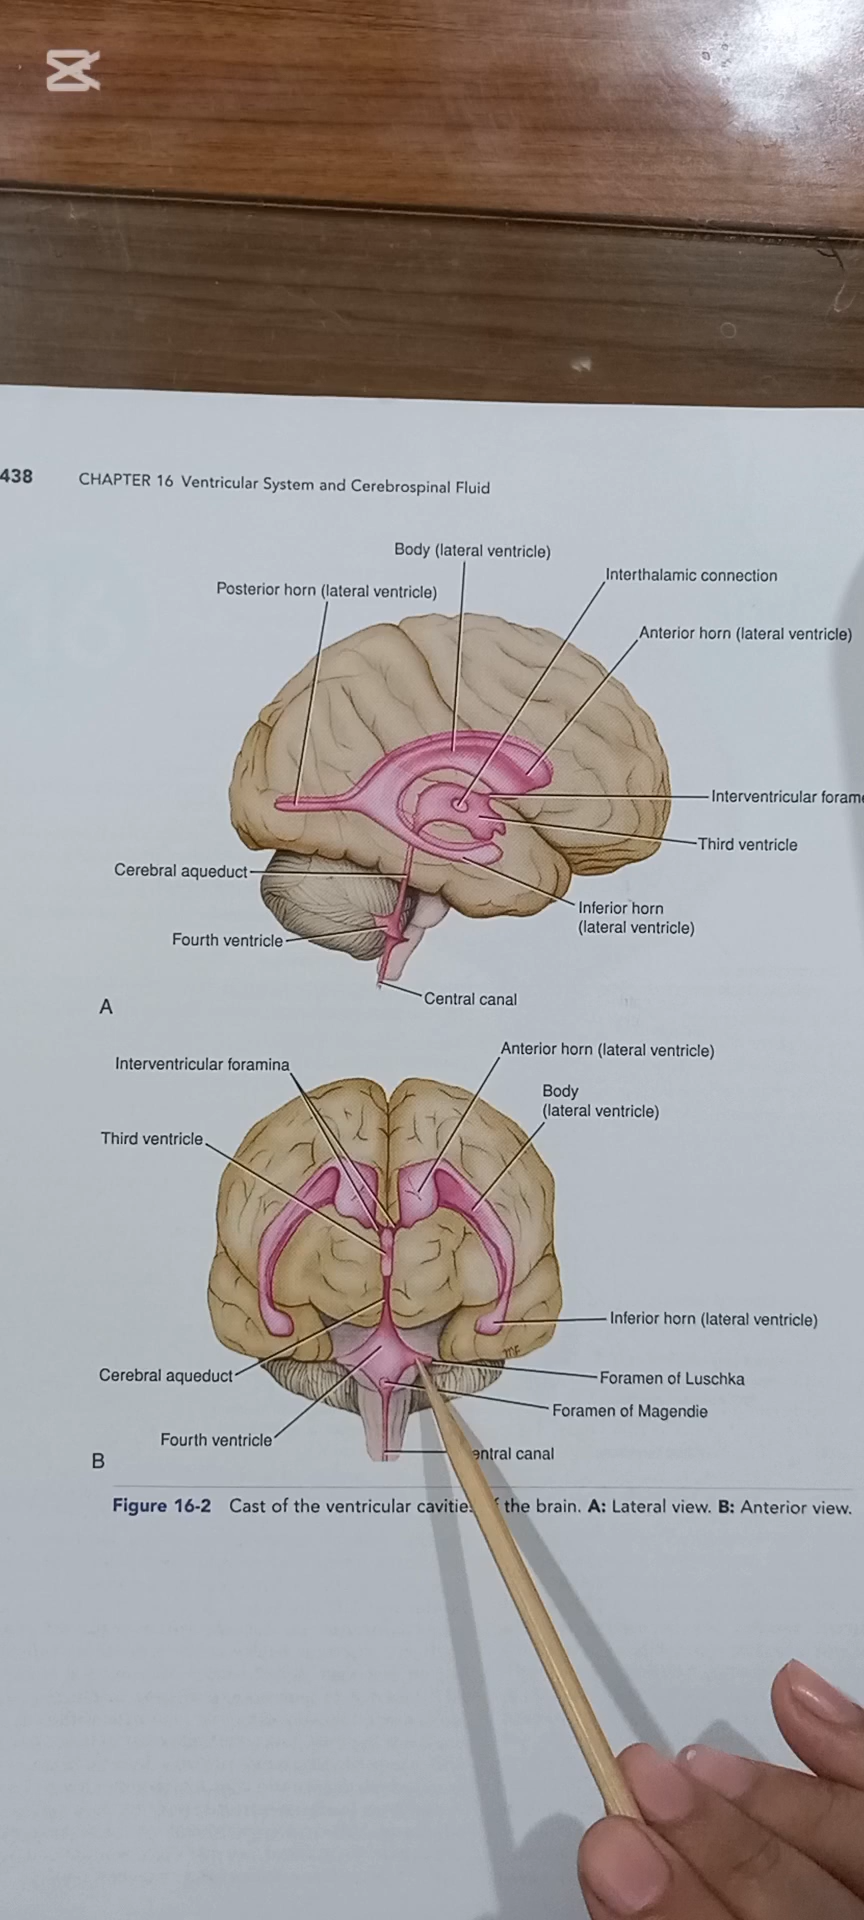 438 CHAPTER 16 Ventricular System and Cerebrospinal Fluid
Body (lateral ventricle)
Interthalamic connection
Posterior horn (lateral ventricle)
Anterior horn (lateral ventricle)
Interventricular forame
Third ventricle
Cerebral aqueduct
Inferior horn
(lateral ventricle)
Fourth ventricle
Central canal
A
Anterior horn (lateral ventricle)
Interventricular foramina
Body
(lateral ventricle)
Third ventricle
Inferior horn (lateral ventricle)
Cerebral aqueduct
Foramen of Luschka
Foramen of Magendie
Fourth ventricle
entral canal
B
Figure 16-2 Cast of the ventricular cavitie the brain. A: Lateral view. B: Anterior view.